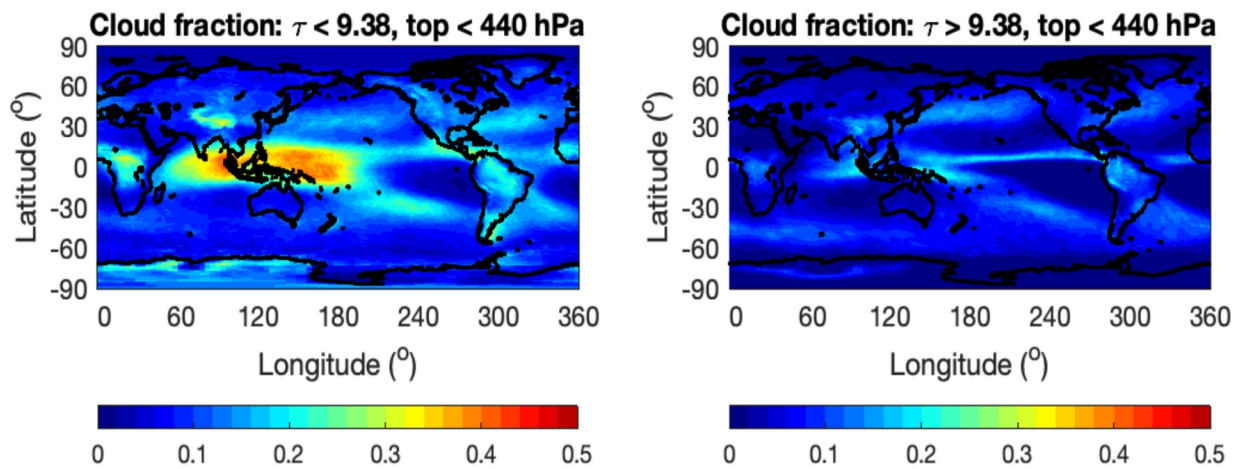 Cloud fraction: τ < 9.38, top < 440 hPa
90
60
30
0
-30
-60
-90
Latitude (o)
0 60 120 180 240 300 360
Longitude (o)
0 0.1 0.2 0.3 0.4 0.5
Cloud fraction: τ > 9.38, top < 440 hPa
90
60
30
0
-30
-60
-90
Latitude (o)
0 60 120 180 240 300 360
Longitude (o)
0 0.1 0.2 0.3 0.4 0.5